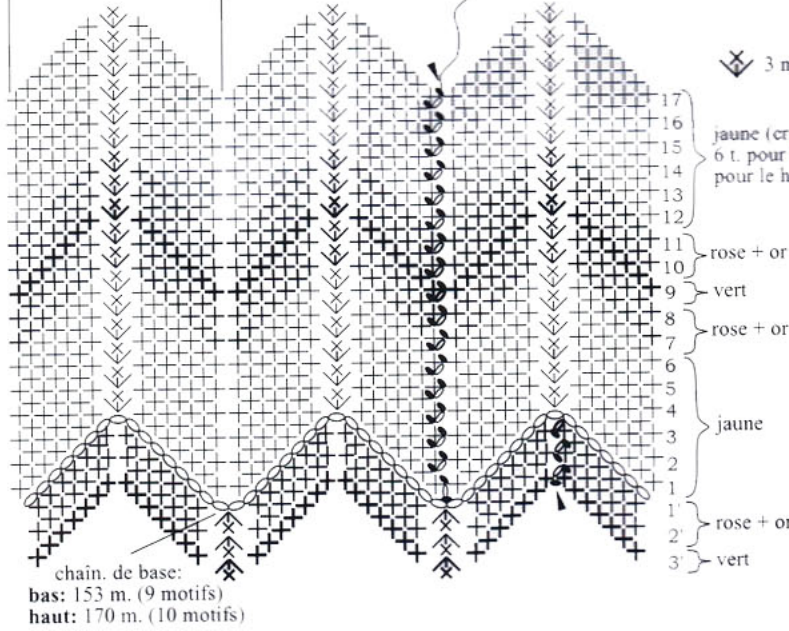 3 m
17
16
15
14
13
12
11
10
9
8
7
6
5
4
3
2
1
1'
2'
3'
jaune (cr
6 t. pour
pour le h
rose + or
vert
rose + or
jaune
rose + or
vert
chaîn. de base:
bas: 153 m. (9 motifs)
haut: 170 m. (10 motifs)